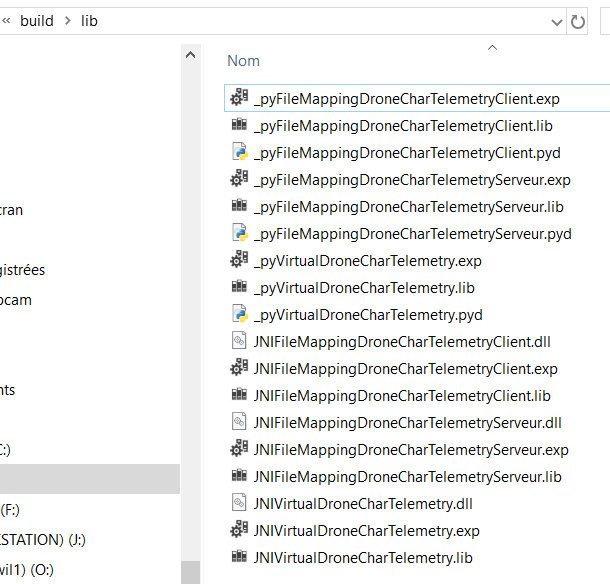 « build > lib
Nom
_pyFileMappingDroneCharTelemetryClient.exp
_pyFileMappingDroneCharTelemetryClient.lib
_pyFileMappingDroneCharTelemetryClient.pyd
_pyFileMappingDroneCharTelemetryServeur.exp
_pyFileMappingDroneCharTelemetryServeur.lib
_pyFileMappingDroneCharTelemetryServeur.pyd
_pyVirtualDroneCharTelemetry.exp
_pyVirtualDroneCharTelemetry.lib
_pyVirtualDroneCharTelemetry.pyd
JNIFileMappingDroneCharTelemetryClient.dll
JNIFileMappingDroneCharTelemetryClient.exp
JNIFileMappingDroneCharTelemetryClient.lib
JNIFileMappingDroneCharTelemetryServeur.dll
JNIFileMappingDroneCharTelemetryServeur.exp
JNIFileMappingDroneCharTelemetryServeur.lib
JNIVirtualDroneCharTelemetry.dll
JNIVirtualDroneCharTelemetry.exp
JNIVirtualDroneCharTelemetry.lib
cran
gistrées
ocam
nts
C:)
(F:)
STATION) (J:)
vil1) (O:)